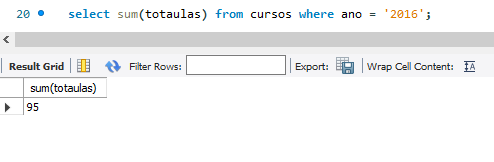 20 select sum(totaulas) from cursos where ano = '2016';
Result Grid Filter Rows: Export: Wrap Cell Content:
sum(totaulas)
95